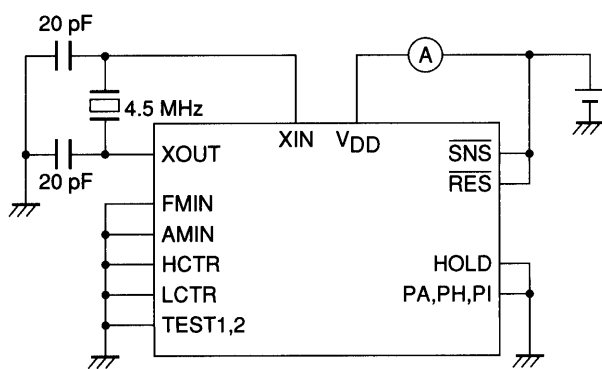 20 pF
A
4.5 MHz
XIN VDD
XOUT
SNS
20 pF
RES
FMIN
AMIN
HCTR
HOLD
LCTR
PA,PH,PI
TEST1,2